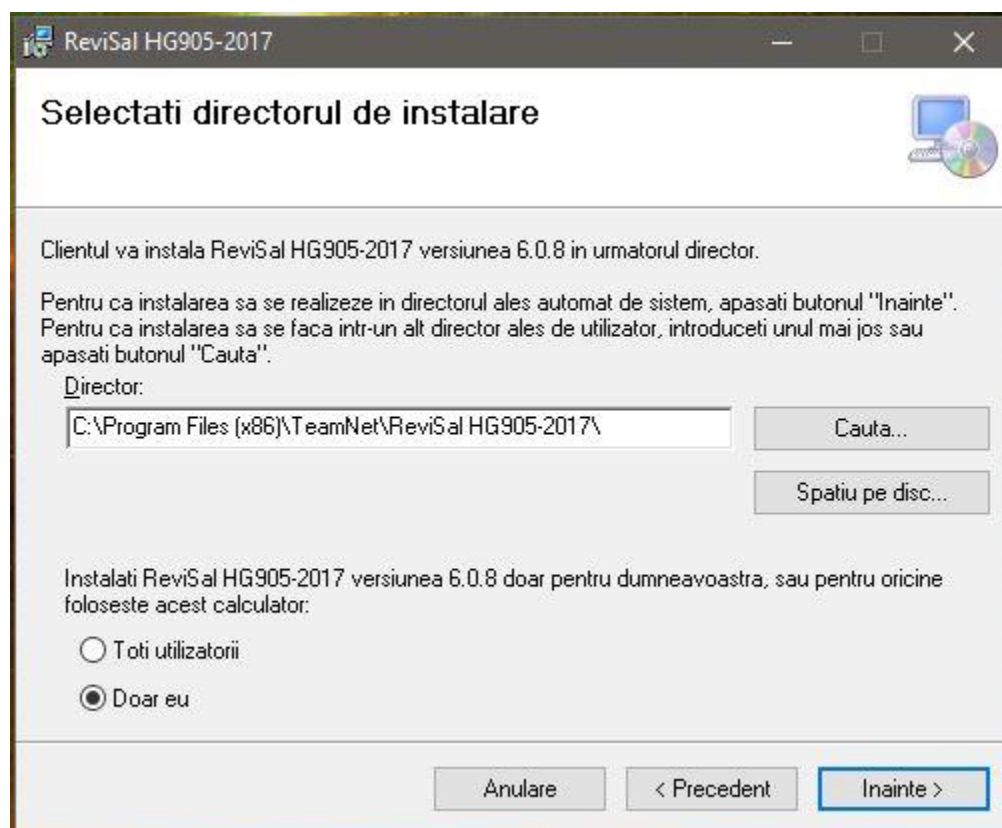 ReviSal HG905-2017
Selectati directorul de instalare
Clientul va instala ReviSal HG905-2017 versiunea 6.0.8 in urmatorul director.
Pentru ca instalarea sa se realizeze in directorul ales automat de sistem, apasati butonul "Inainte".
Pentru ca instalarea sa se faca intr-un alt director ales de utilizator, introduceti unul mai jos sau
apasati butonul "Cauta".
Director:
C:\Program Files (x86)\TeamNet\ReviSal HG905-2017\
Cauta...
Spatiu pe disc...
Instalati ReviSal HG905-2017 versiunea 6.0.8 doar pentru dumneavoastra, sau pentru oricine
foloseste acest calculator:
Toti utilizatorii
Doar eu
Anulare
< Precedent
Inainte >